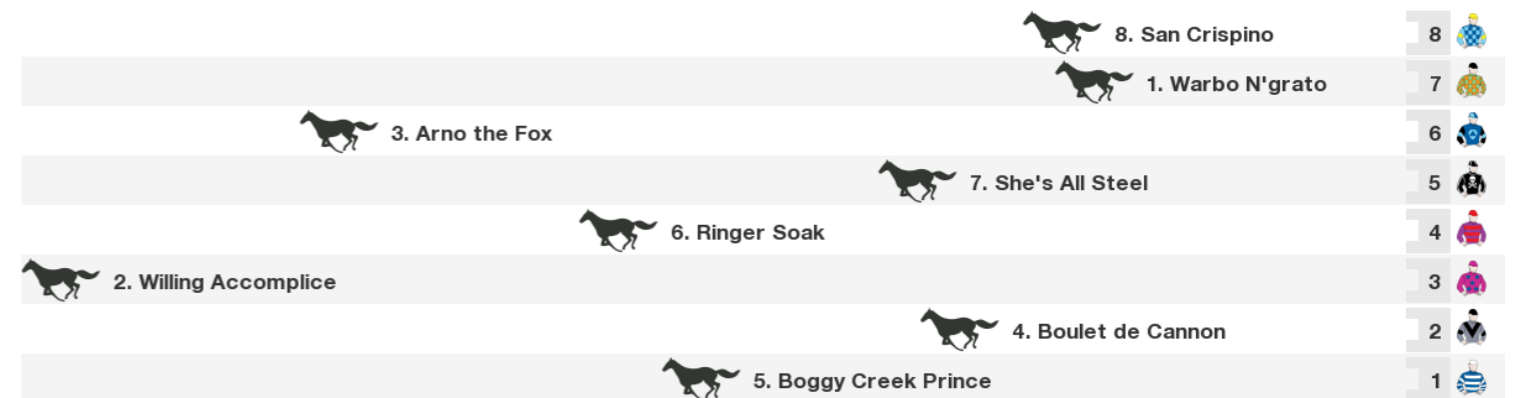 8. San Crispino 8
1. Warbo N'grato 7
3. Arno the Fox 6
7. She's All Steel 5
6. Ringer Soak 4
2. Willing Accomplice 3
4. Boulet de Cannon 2
5. Boggy Creek Prince 1